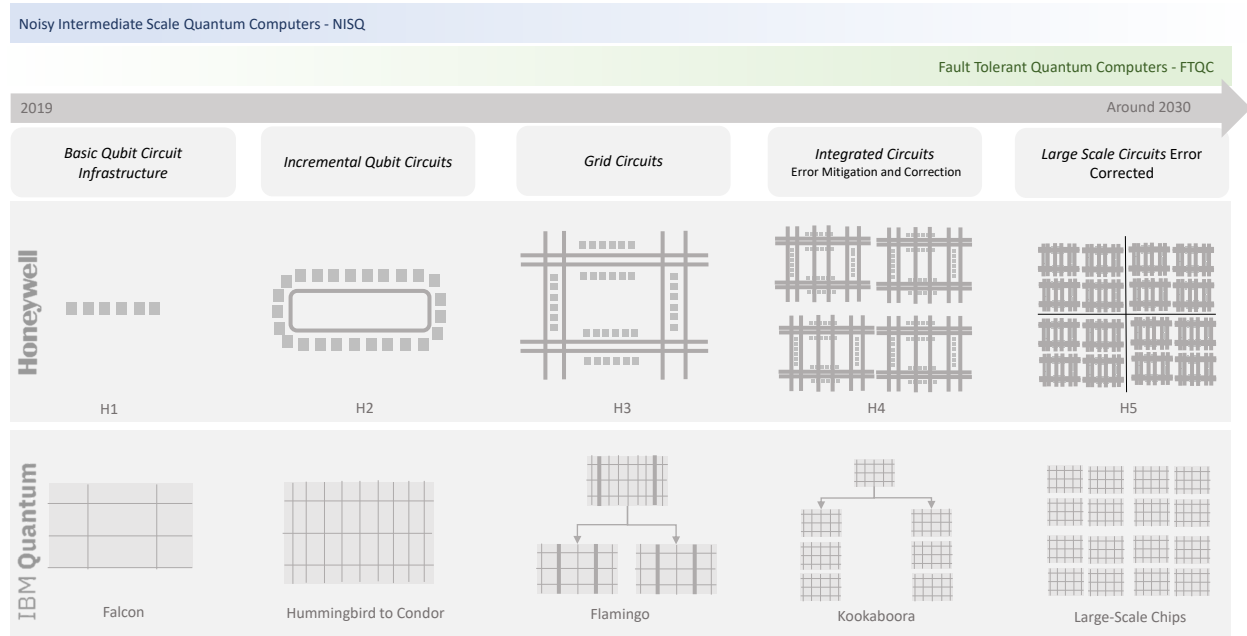 Noisy Intermediate Scale Quantum Computers - NISQ
Fault Tolerant Quantum Computers - FTQC
2019
Around 2030
Basic Qubit Circuit
Infrastructure
Incremental Qubit Circuits
Grid Circuits
Integrated Circuits
Error Mitigation and Correction
Large Scale Circuits Error
Corrected
Honeywell
H1
H2
H3
H4
H5
IBM Quantum
Falcon
Hummingbird to Condor
Flamingo
Kookaboora
Large-Scale Chips